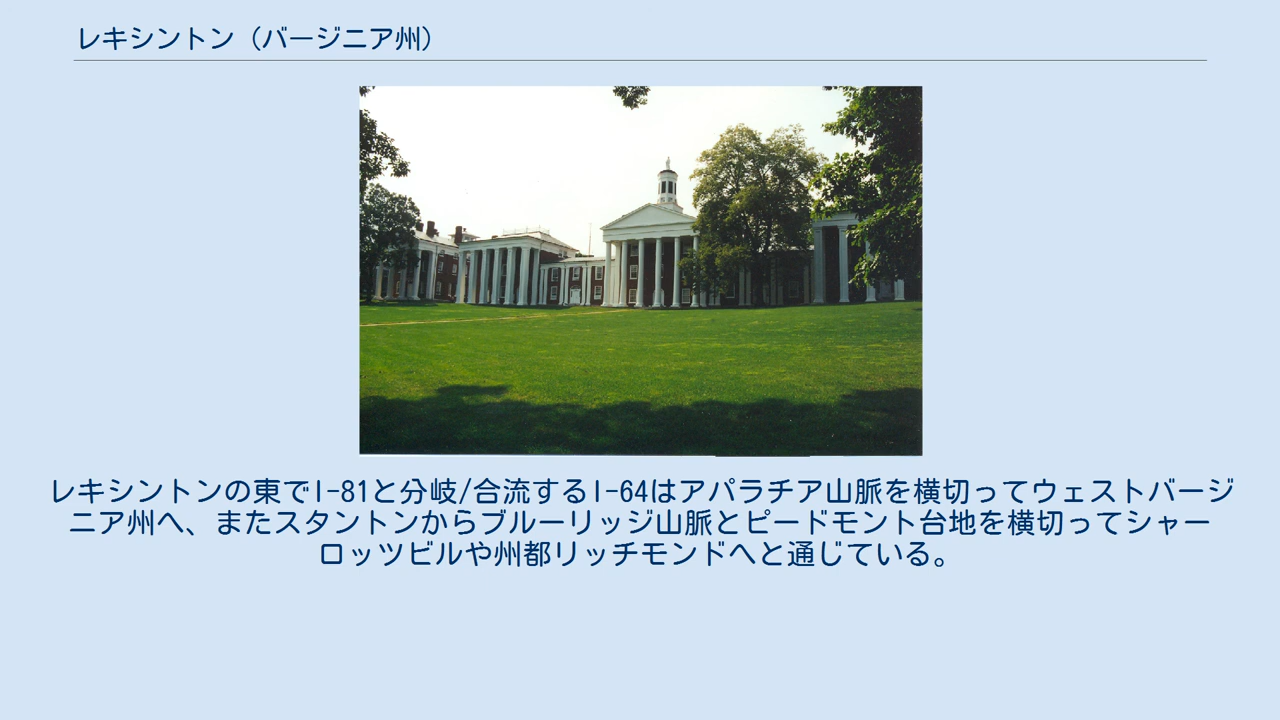 レキシントン（バージニア州）
レキシントンの東でI-81と分岐/合流するI-64はアパラチア山脈を横切ってウェストバージ
ニア州へ、またスタントンからブルーリッジ山脈とピードモント台地を横切ってシャー
ロッツビルや州都リッチモンドへと通じている。